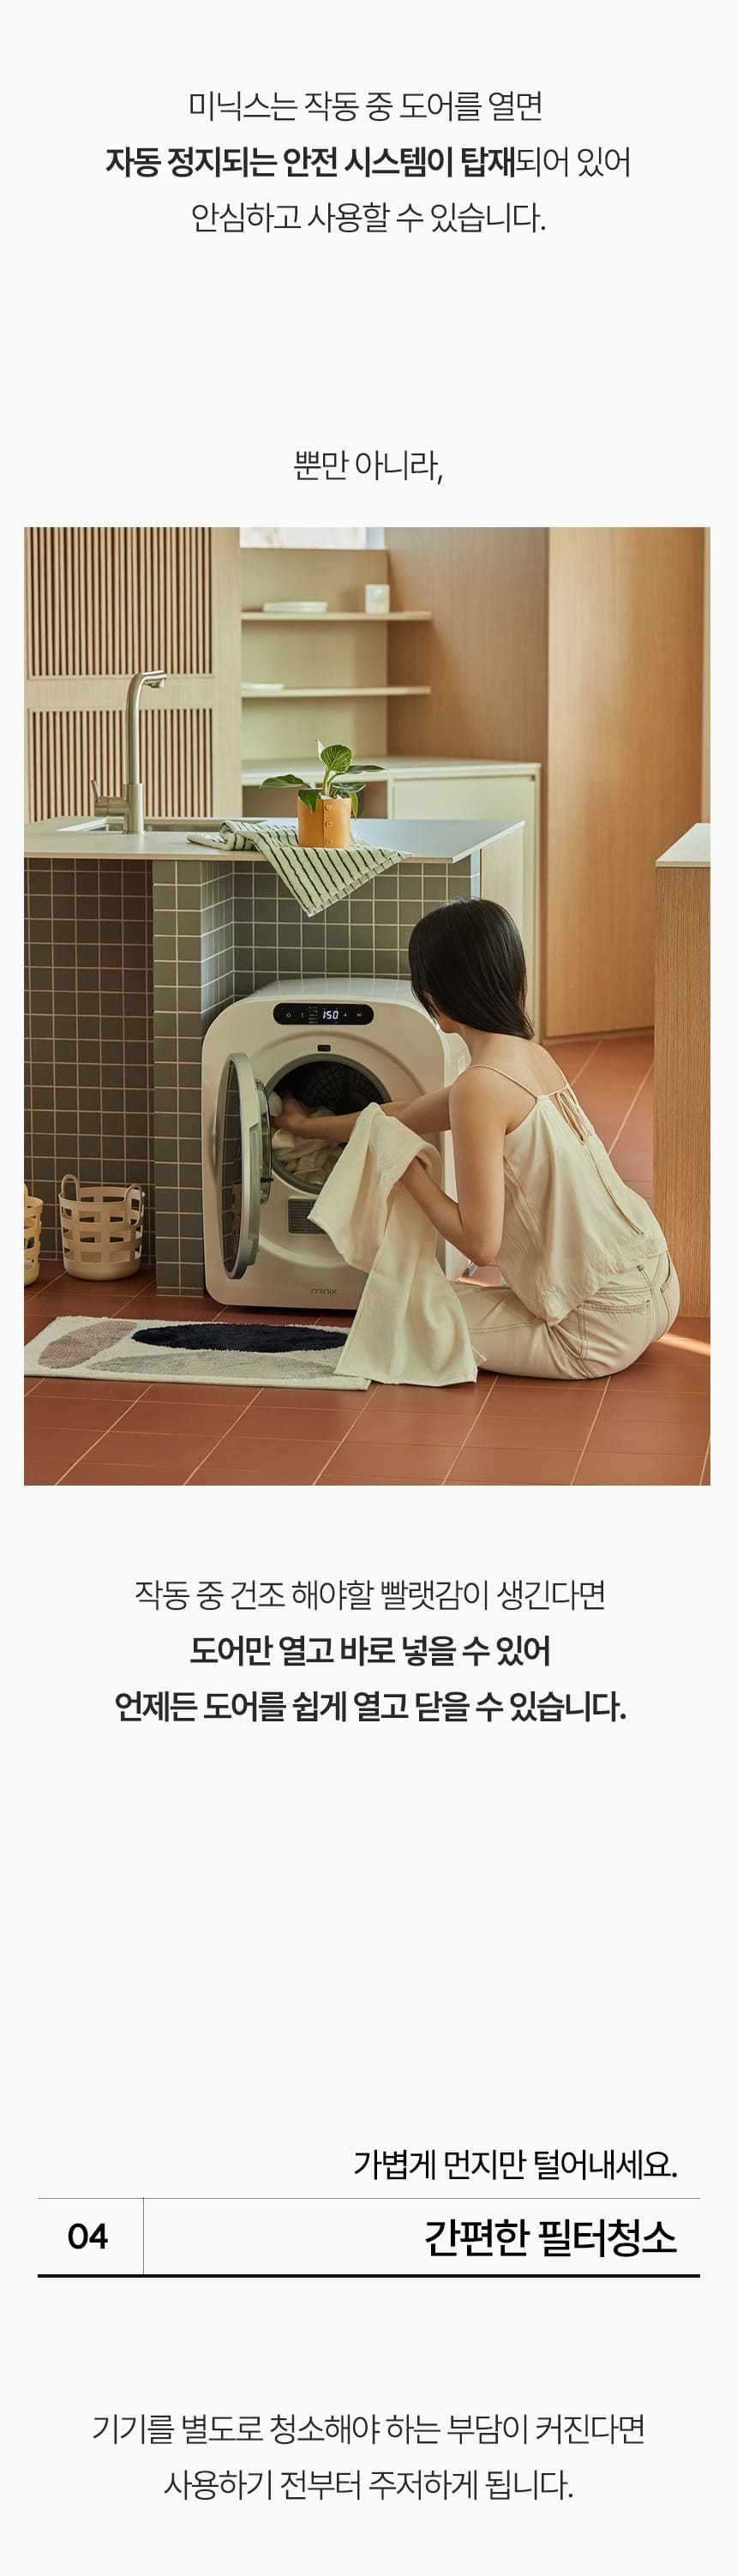 미닉스는 작동 중 도어를 열면
자동 정지되는 안전 시스템이 탑재되어 있어
안심하고 사용할 수 있습니다.
뿐만 아니라,
150
minix
작동 중 건조 해야할 빨랫감이 생긴다면
도어만 열고 바로 넣을 수 있어
언제든 도어를 쉽게 열고 닫을 수 있습니다.
가볍게 먼지만 털어내세요.
04 간편한 필터청소
기기를 별도로 청소해야 하는 부담이 커진다면
사용하기 전부터 주저하게 됩니다.